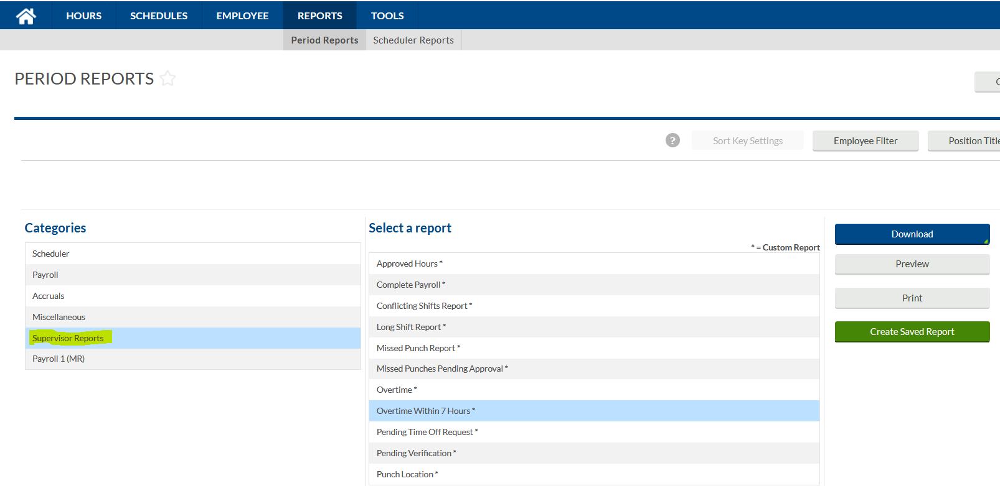 HOURS SCHEDULES EMPLOYEE REPORTS TOOLS
Period Reports Scheduler Reports
PERIOD REPORTS
? Sort Key Settings Employee Filter Position Title
Categories
Scheduler
Payroll
Accruals
Miscellaneous
Supervisor Reports
Payroll 1 (MR)
Select a report
* = Custom Report
Approved Hours *
Complete Payroll *
Conflicting Shifts Report *
Long Shift Report *
Missed Punch Report *
Missed Punches Pending Approval *
Overtime *
Overtime Within 7 Hours *
Pending Time Off Request *
Pending Verification *
Punch Location *
Download
Preview
Print
Create Saved Report